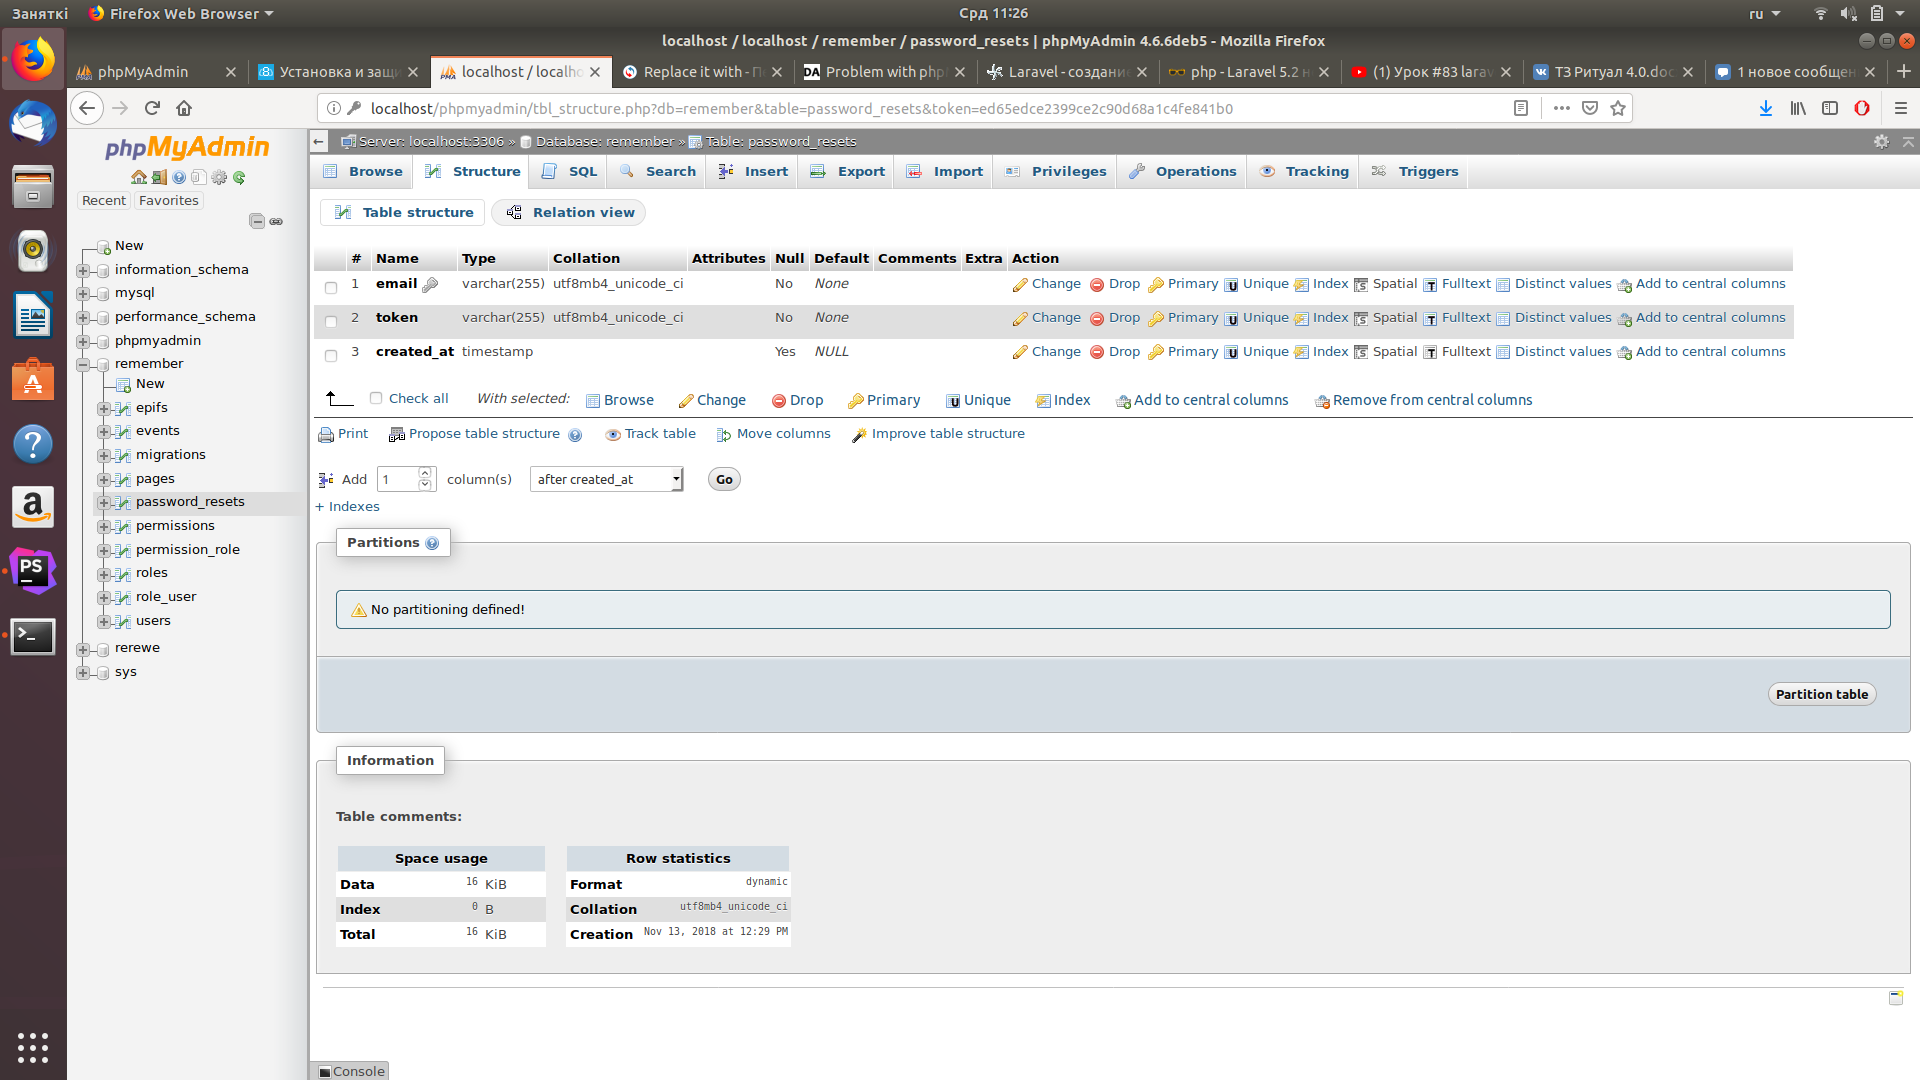 Заняткі
Firefox Web Browser
Срд 11:26
ru
localhost / localhost / remember / password_resets | phpMyAdmin 4.6.6deb5 - Mozilla Firefox
phpMyAdmin
Установка и защи
localhost / localho
Replace it with - П
Problem with php
Laravel - создание
php - Laravel 5.2 н
(1) Урок #83 larav
ТЗ Ритуал 4.0.doc
1 новое сообщен
localhost/phpmyadmin/tbl_structure.php?db=remember&table=password_resets&token=ed65edce2399ce2c90d68a1c4fe841b0
phpMyAdmin
Recent Favorites
New
information_schema
mysql
performance_schema
phpmyadmin
remember
New
epifs
events
migrations
pages
password_resets
permissions
permission_role
roles
role_user
users
rerewe
sys
Server: localhost:3306 » Database: remember » Table: password_resets
Browse Structure SQL Search Insert Export Import Privileges Operations Tracking Triggers
Table structure Relation view
# Name Type Collation Attributes Null Default Comments Extra Action
1 email varchar(255) utf8mb4_unicode_ci No None Change Drop Primary Unique Index Spatial Fulltext Distinct values Add to central columns
2 token varchar(255) utf8mb4_unicode_ci No None Change Drop Primary Unique Index Spatial Fulltext Distinct values Add to central columns
3 created_at timestamp Yes NULL Change Drop Primary Unique Index Spatial Fulltext Distinct values Add to central columns
Check all With selected: Browse Change Drop Primary Unique Index Add to central columns Remove from central columns
Print Propose table structure Track table Move columns Improve table structure
Add 1 column(s) after created_at Go
+ Indexes
Partitions
No partitioning defined!
Partition table
Information
Table comments:
Space usage
Data 16 KiB
Index 0 B
Total 16 KiB
Row statistics
Format dynamic
Collation utf8mb4_unicode_ci
Creation Nov 13, 2018 at 12:29 PM
Console